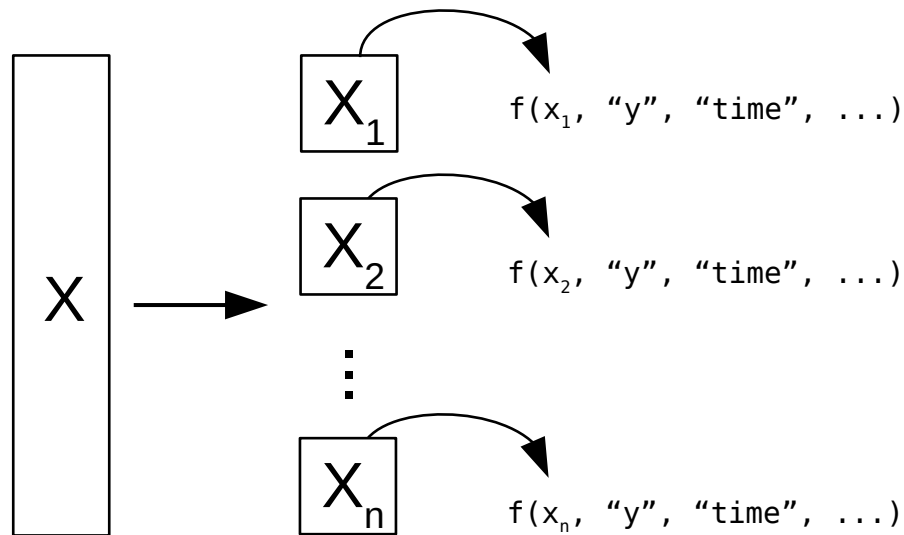 X
X₁
f(x₁, “y”, “time”, ...)
X₂
f(x₂, “y”, “time”, ...)
Xₙ
f(xₙ, “y”, “time”, ...)